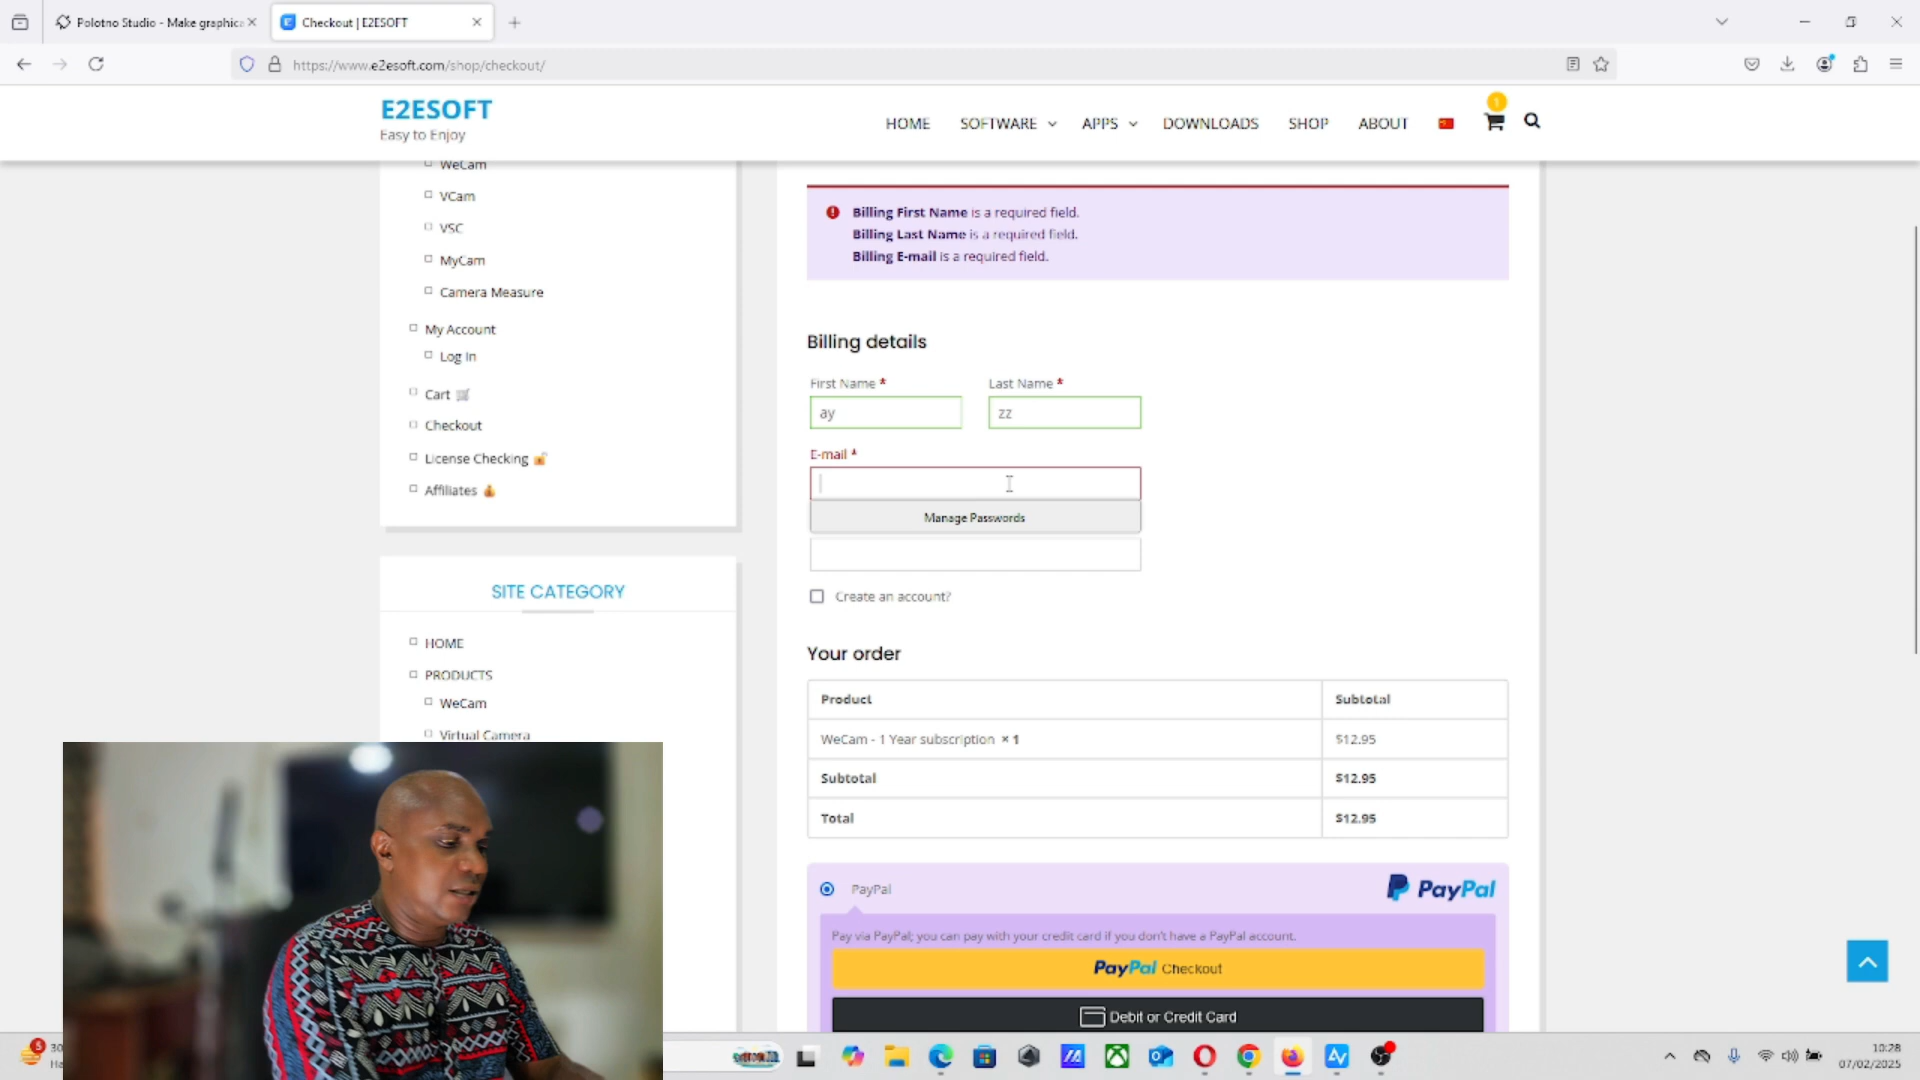 Polotno Studio - Make graphica
Checkout | E2ESOFT
https://www.e2esoft.com/shop/checkout/
E2ESOFT
Easy to Enjoy
HOME SOFTWARE APPS DOWNLOADS SHOP ABOUT
1
WeCam
VCam
VSC
MyCam
Camera Measure
My Account
Log In
Cart
Checkout
License Checking
Affiliates
SITE CATEGORY
HOME
PRODUCTS
WeCam
Virtual Camera
Billing First Name is a required field.
Billing Last Name is a required field.
Billing E-mail is a required field.
Billing details
First Name * Last Name *
ay zz
E-mail *
Manage Passwords
Create an account?
Your order
Product Subtotal
WeCam - 1 Year subscription × 1 $12.95
Subtotal $12.95
Total $12.95
PayPal PayPal
Pay via PayPal; you can pay with your credit card if you don't have a PayPal account.
PayPal Checkout
Debit or Credit Card
5
30
10:28
07/02/2025